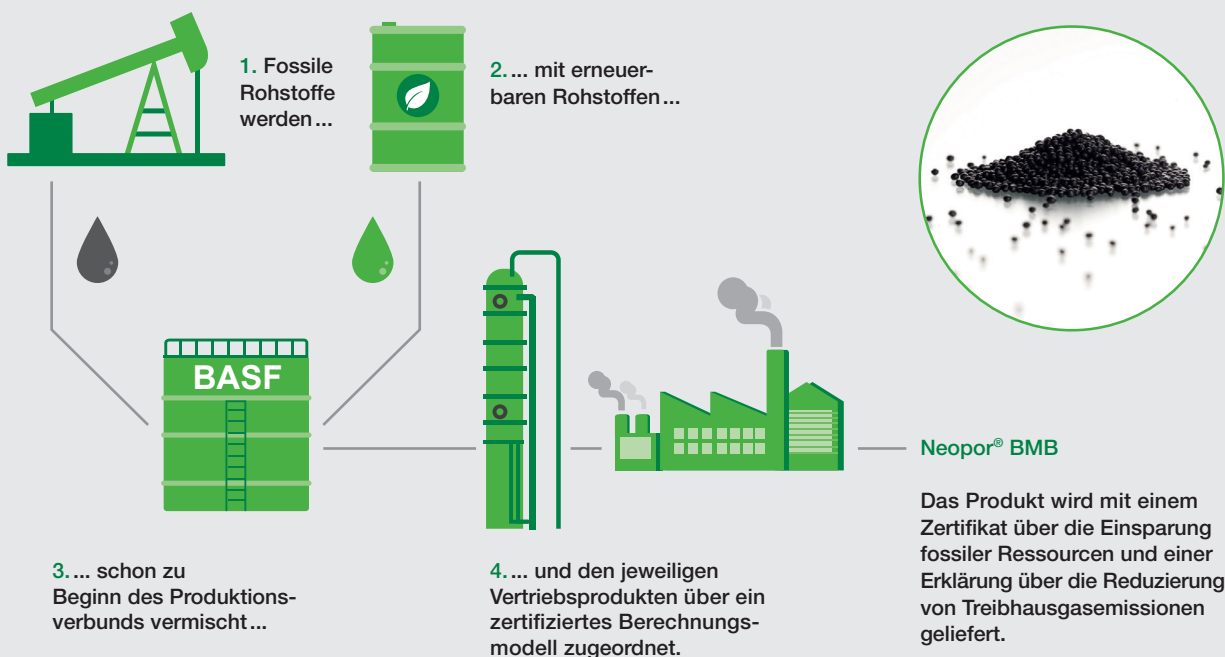 1. Fossile
Rohstoffe
werden ...
2. ... mit erneuer-
baren Rohstoffen ...
BASF
3. ... schon zu
Beginn des Produktions-
verbunds vermischt ...
4. ... und den jeweiligen
Vertriebsprodukten über ein
zertifiziertes Berechnungs-
modell zugeordnet.
Neopor® BMB
Das Produkt wird mit einem
Zertifikat über die Einsparung
fossiler Ressourcen und einer
Erklärung über die Reduzierung
von Treibhausgasemissionen
geliefert.